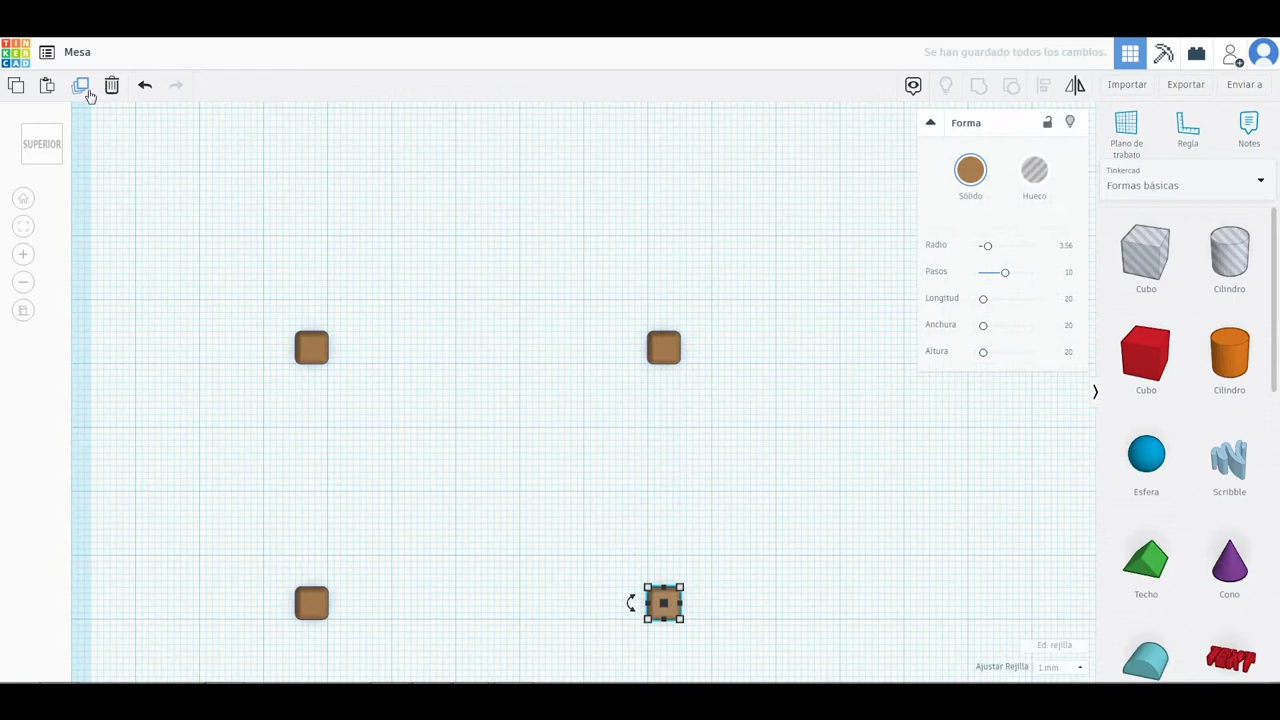 TIN
KER
CAD
Mesa
Se han guardado todos los cambios.
Importar
Exportar
Enviar a
SUPERIOR
Forma
Sólido
Hueco
Radio 3.56
Pasos 10
Longitud 20
Anchura 20
Altura 20
Plano de
trabajo
Regla
Notes
Tinkercad
Formas básicas
Cubo
Cilindro
Cubo
Cilindro
Esfera
Scribble
Techo
Cono
TEXT
Ed. rejilla
Ajustar Rejilla 1 mm